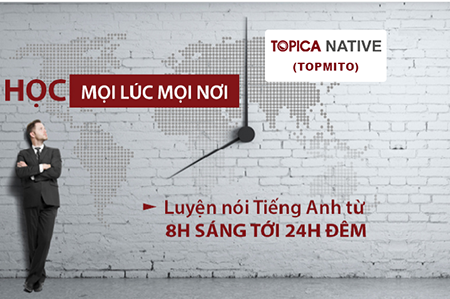 TOPICA NATIVE
(TOPMITO)
HỌC MỌI LÚC MỌI NƠI
Luyện nói Tiếng Anh từ
8H SÁNG TỚI 24H ĐÊM